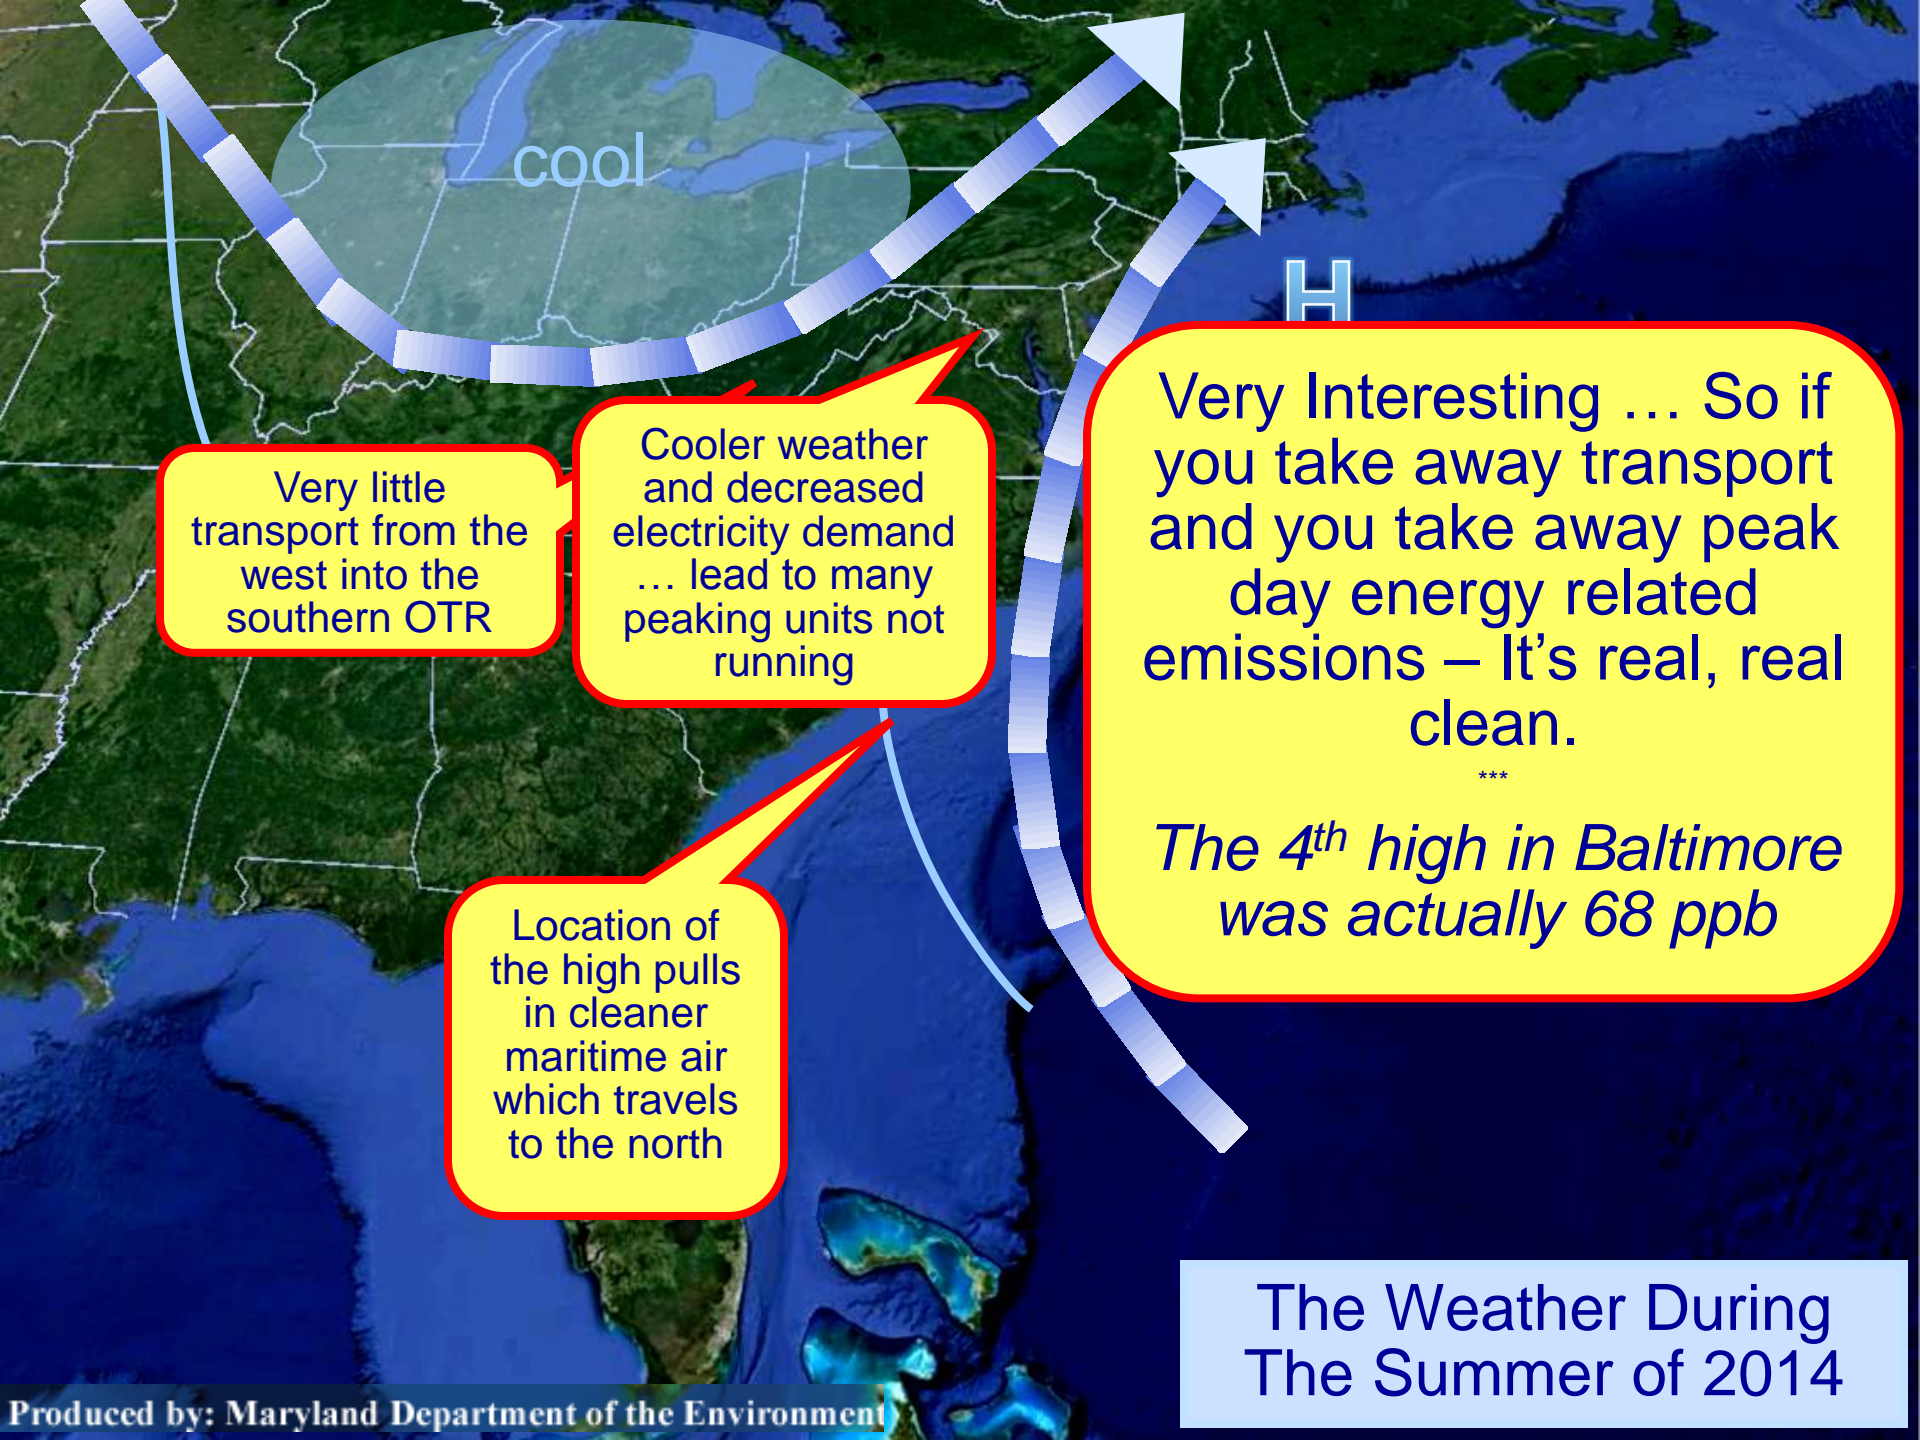 cool
H
Very little
transport from the
west into the
southern OTR
Cooler weather
and decreased
electricity demand
… lead to many
peaking units not
running
Very Interesting … So if
you take away transport
and you take away peak
day energy related
emissions – It’s real, real
clean.
***
The 4th high in Baltimore
was actually 68 ppb
Location of
the high pulls
in cleaner
maritime air
which travels
to the north
The Weather During
The Summer of 2014
Produced by: Maryland Department of the Environment